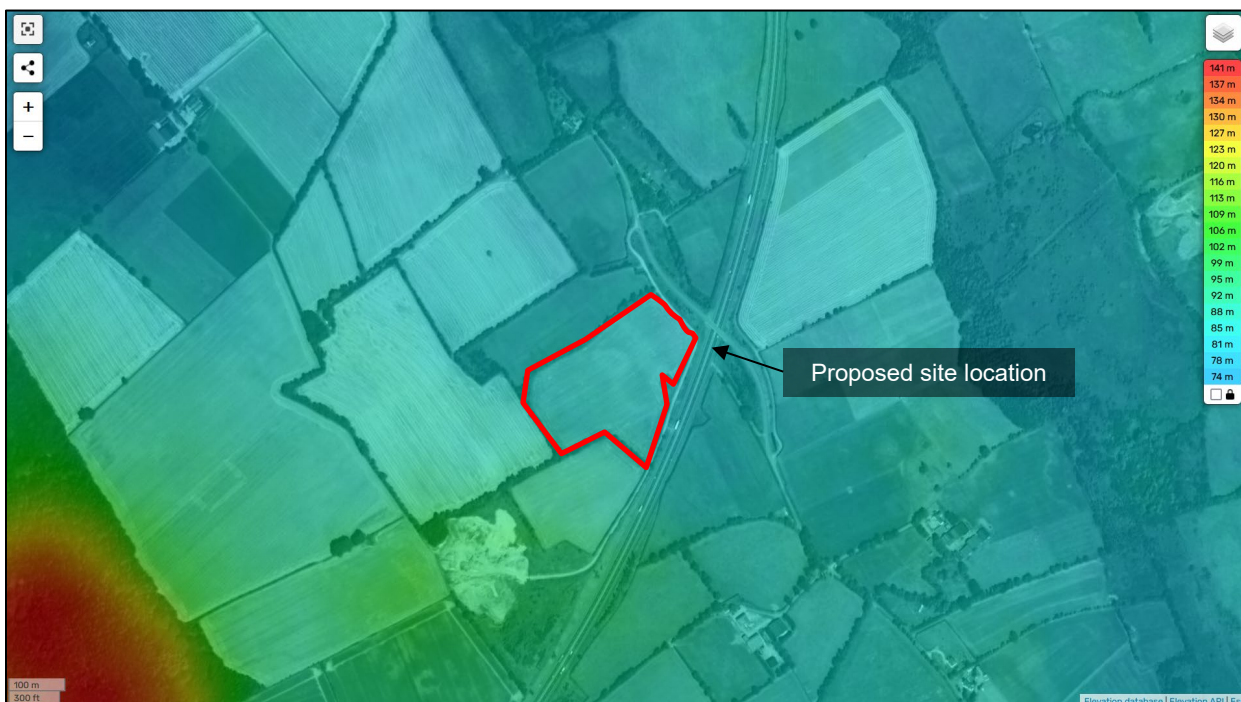 +
−
141 m
137 m
134 m
130 m
127 m
123 m
120 m
116 m
113 m
109 m
106 m
102 m
99 m
95 m
92 m
88 m
85 m
81 m
78 m
74 m
Proposed site location
100 m
300 ft
Elevation database | Elevation API | Es